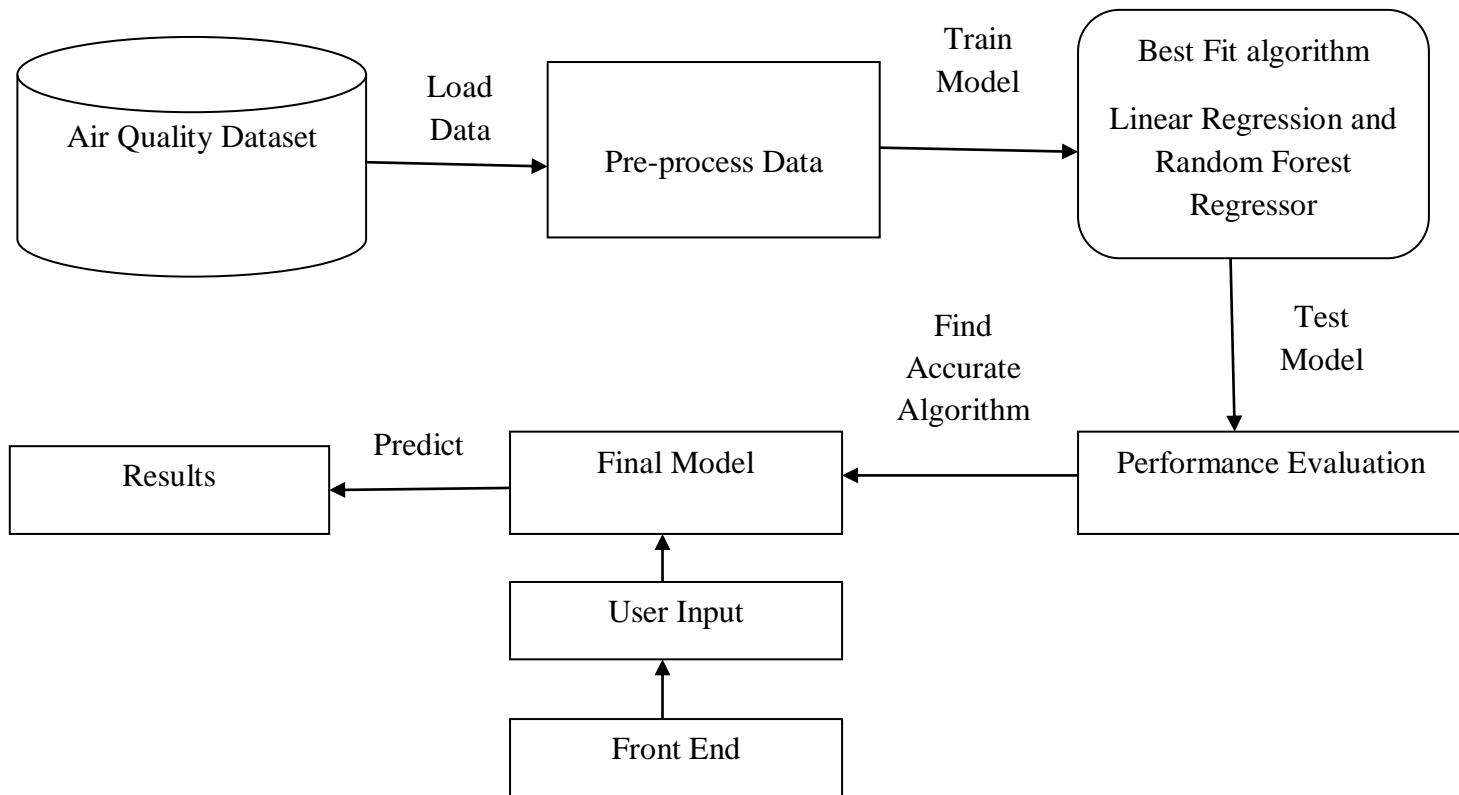 Air Quality Dataset
Load
Data
Pre-process Data
Train
Model
Best Fit algorithm
Linear Regression and
Random Forest
Regressor
Test
Model
Performance Evaluation
Find
Accurate
Algorithm
Final Model
Predict
Results
User Input
Front End